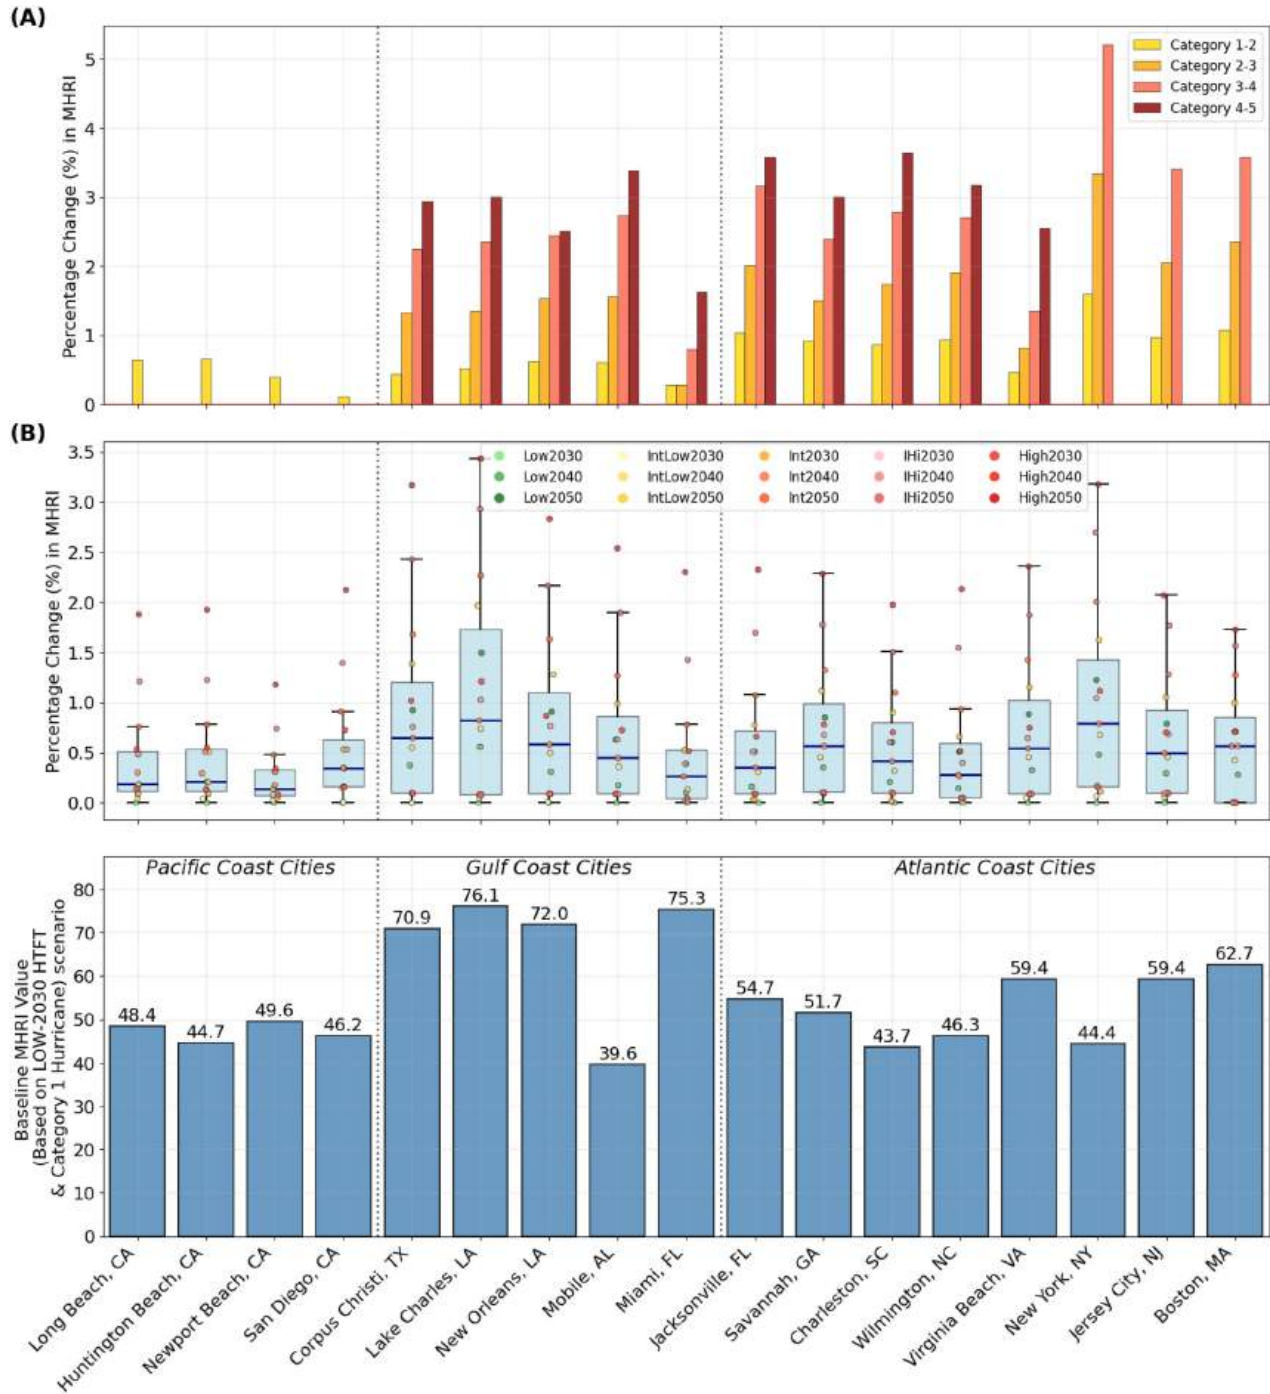 (A)
Percentage Change (%) in MHRI
5
4
3
2
1
0
Category 1-2
Category 2-3
Category 3-4
Category 4-5
(B)
Percentage Change (%) in MHRI
3.5
3.0
2.5
2.0
1.5
1.0
0.5
0.0
Low2030 IntLow2030 Int2030 IHi2030 High2030
Low2040 IntLow2040 Int2040 IHi2040 High2040
Low2050 IntLow2050 Int2050 IHi2050 High2050
Baseline MHRI Value
(Based on LOW-2030 HTFT
& Category 1 Hurricane) scenario
80
70
60
50
40
30
20
10
0
Pacific Coast Cities Gulf Coast Cities Atlantic Coast Cities
48.4 44.7 49.6 46.2 70.9 76.1 72.0 39.6 75.3 54.7 51.7 43.7 46.3 59.4 44.4 59.4 62.7
Long Beach, CA
Huntington Beach, CA
Newport Beach, CA
San Diego, CA
Corpus Christi, TX
Lake Charles, LA
New Orleans, LA
Mobile, AL
Miami, FL
Jacksonville, FL
Savannah, GA
Charleston, SC
Wilmington, NC
Virginia Beach, VA
New York, NY
Jersey City, NJ
Boston, MA